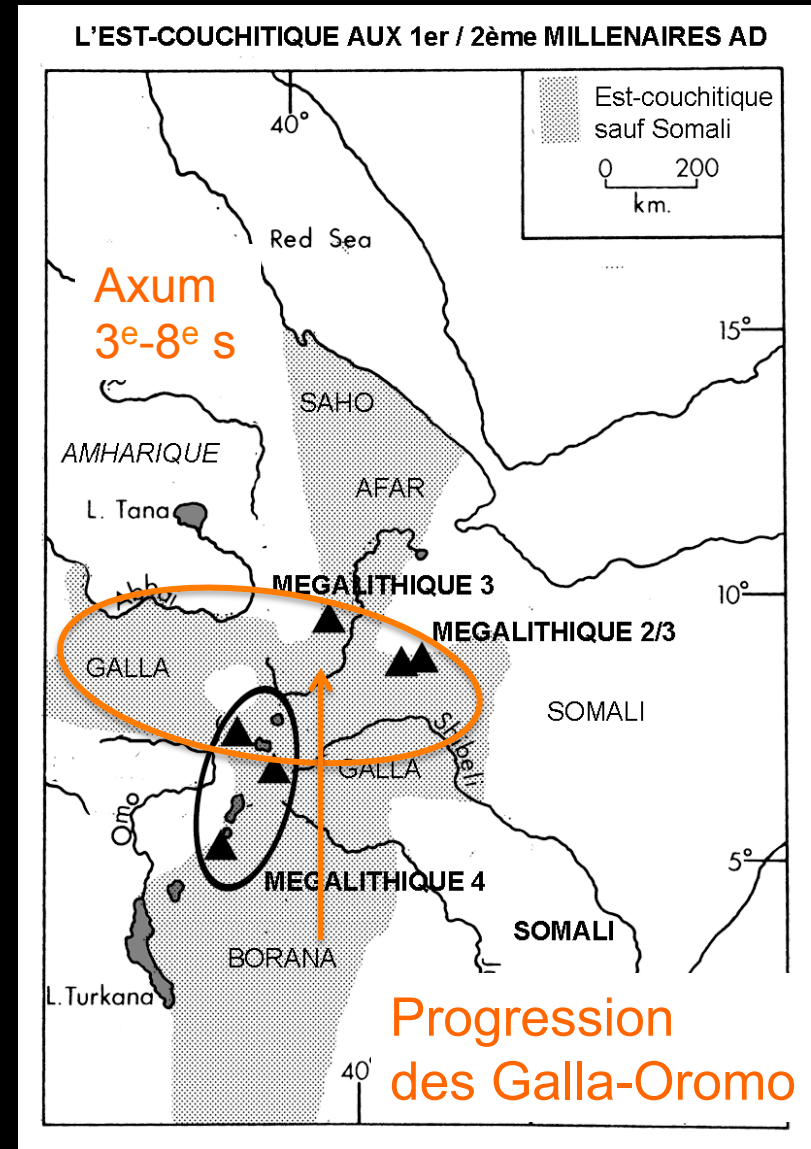 L'EST-COUCHITIQUE AUX 1er / 2ème MILLENAIRES AD
Est-couchitique
sauf Somali
0 200
km.
40°
Red Sea
Axum
3e-8e s
15°
SAHO
AMHARIQUE
AFAR
L. Tana
MEGALITHIQUE 3
10°
Abbai
MEGALITHIQUE 2/3
GALLA
SOMALI
Shibeli
GALLA
Omo
5°
MEGALITHIQUE 4
SOMALI
BORANA
L.Turkana
Progression
des Galla-Oromo
40°